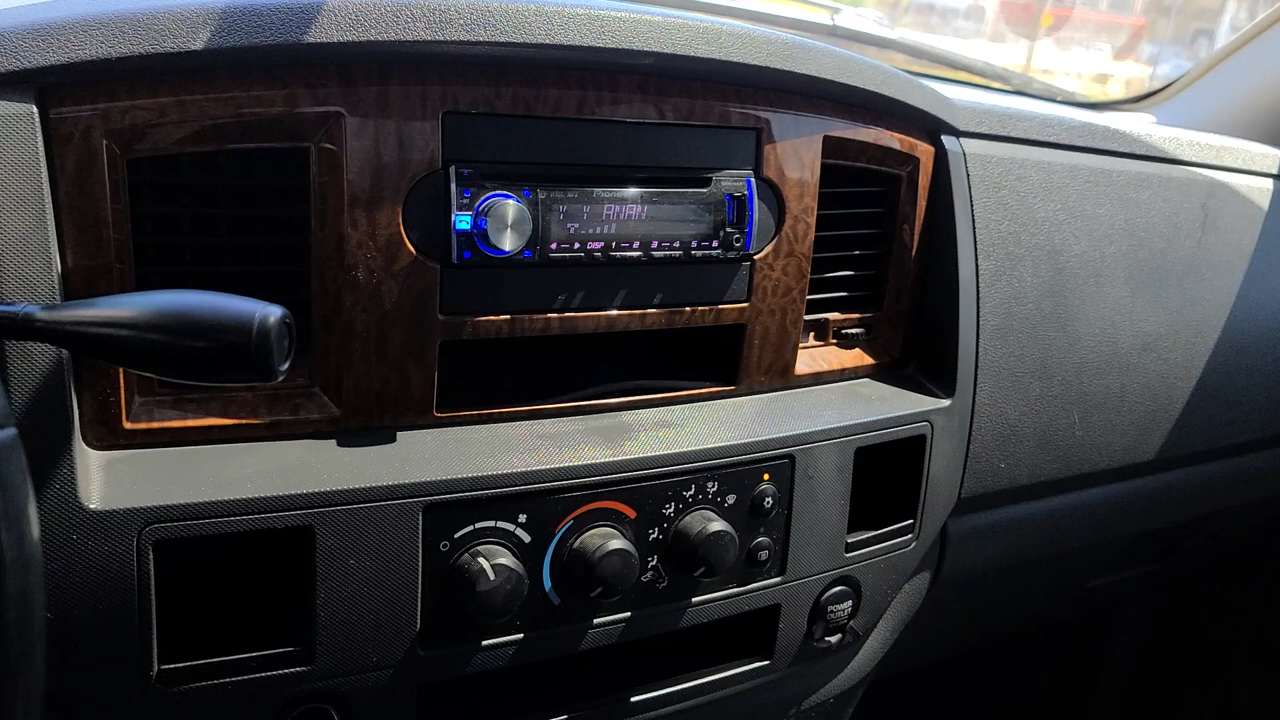 Pioneer
Y Y ANAN
DISP 1 — 2 3 — 4 5 — 6
POWER
OUTLET